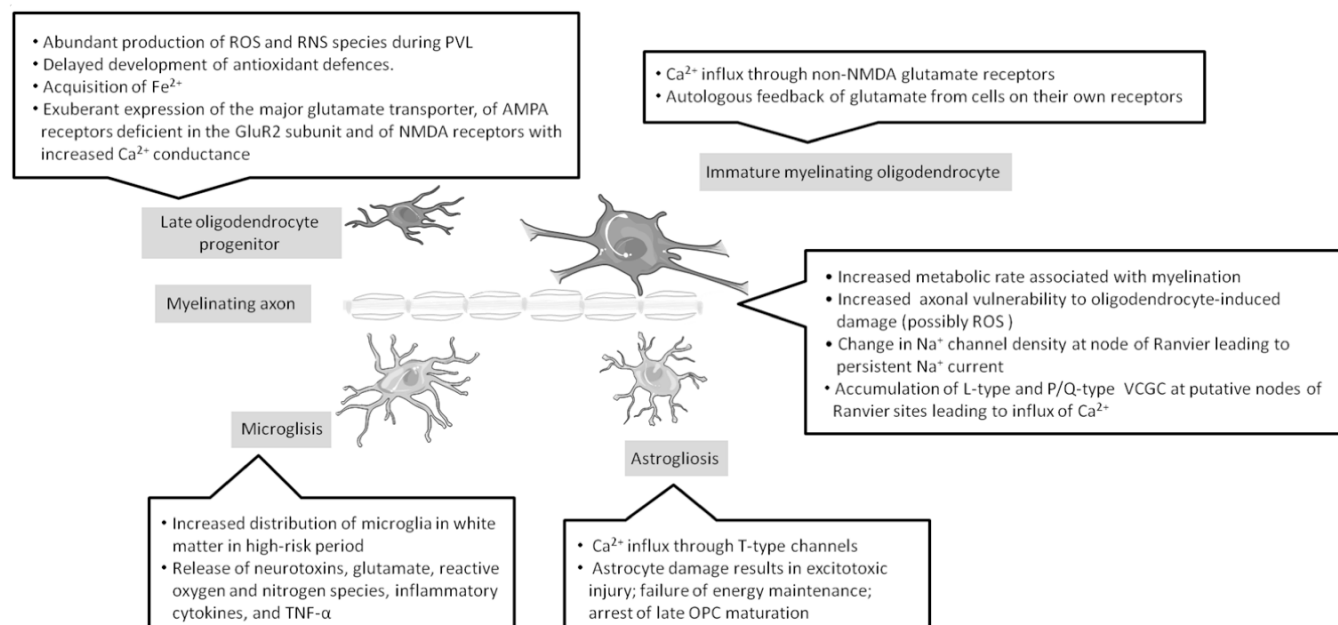 • Abundant production of ROS and RNS species during PVL
• Delayed development of antioxidant defences.
• Acquisition of Fe²⁺
• Exuberant expression of the major glutamate transporter, of AMPA
receptors deficient in the GluR2 subunit and of NMDA receptors with
increased Ca²⁺ conductance
• Ca²⁺ influx through non-NMDA glutamate receptors
• Autologous feedback of glutamate from cells on their own receptors
Immature myelinating oligodendrocyte
Late oligodendrocyte
progenitor
Myelinating axon
• Increased metabolic rate associated with myelination
• Increased axonal vulnerability to oligodendrocyte-induced
damage (possibly ROS )
• Change in Na⁺ channel density at node of Ranvier leading to
persistent Na⁺ current
• Accumulation of L-type and P/Q-type VCGC at putative nodes of
Ranvier sites leading to influx of Ca²⁺
Microglisis
Astrogliosis
• Increased distribution of microglia in white
matter in high-risk period
• Release of neurotoxins, glutamate, reactive
oxygen and nitrogen species, inflammatory
cytokines, and TNF-α
• Ca²⁺ influx through T-type channels
• Astrocyte damage results in excitotoxic
injury; failure of energy maintenance;
arrest of late OPC maturation